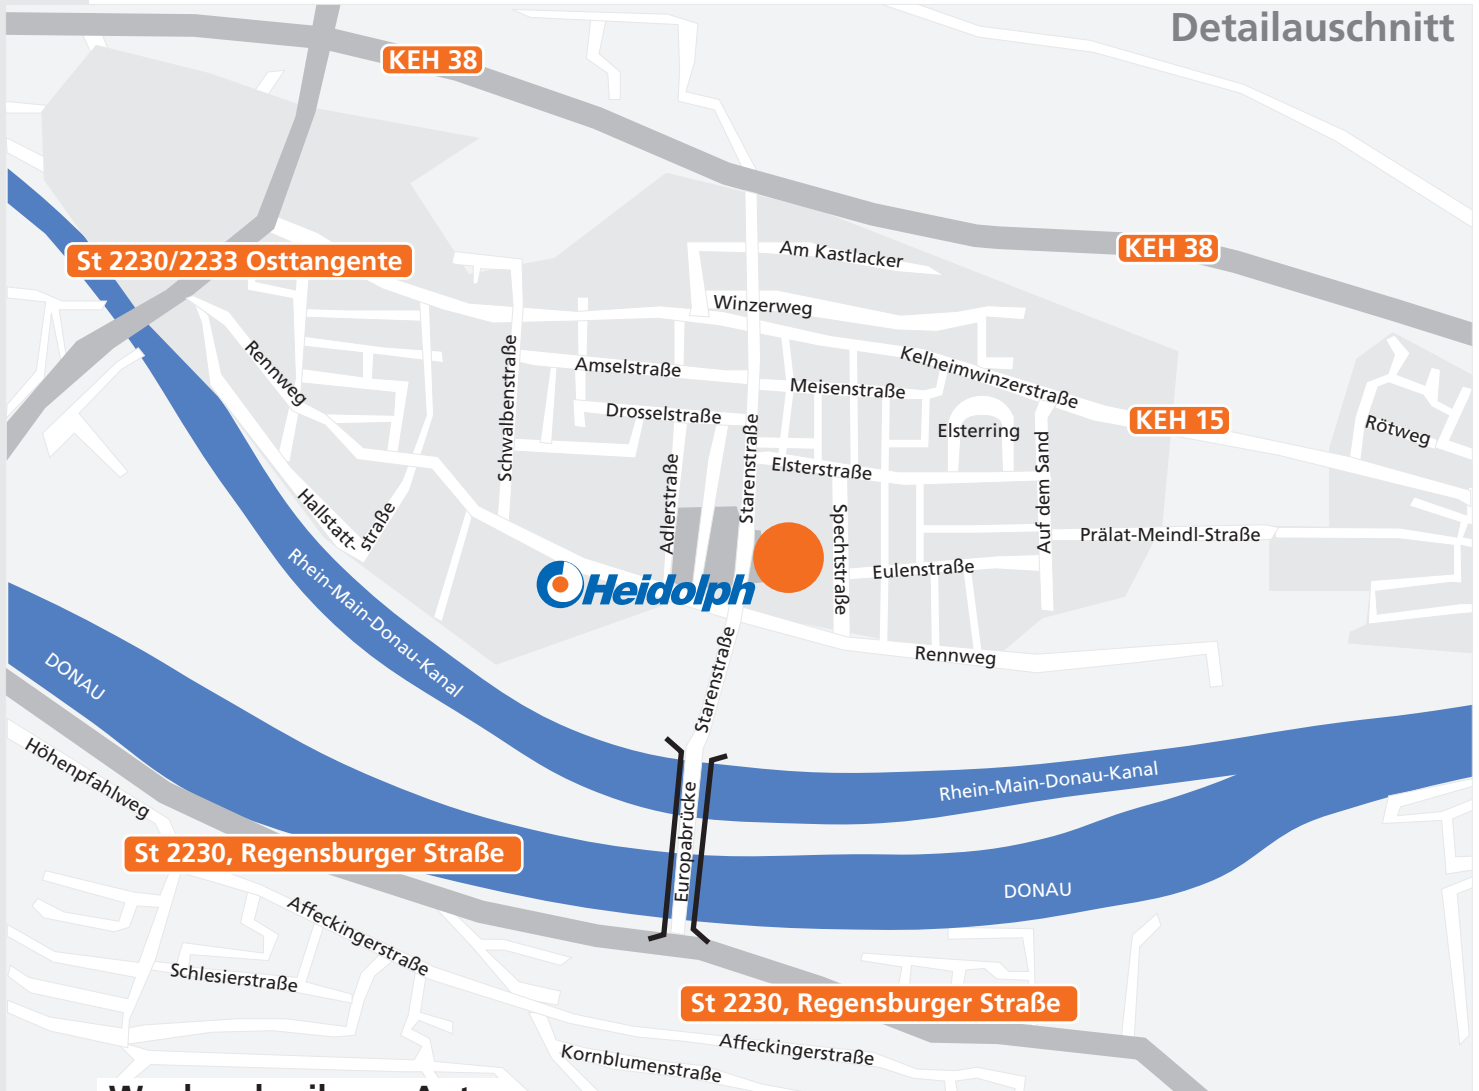 Detailauschnitt
KEH 38
KEH 38
St 2230/2233 Osttangente
Am Kastlacker
Winzerweg
Rennweg
Schwalbenstraße
Amselstraße
Meisenstraße
Kelheimwinzerstraße
KEH 15
Rötweg
Drosselstraße
Elsterring
Starenstraße
Elsterstraße
Adlerstraße
Auf dem Sand
Hallstatt-
straße
Spechtstraße
Prälat-Meindl-Straße
Eulenstraße
Heidolph
Rhein-Main-Donau-Kanal
Rennweg
Starenstraße
DONAU
Höhenpfahlweg
Rhein-Main-Donau-Kanal
Europabrücke
St 2230, Regensburger Straße
DONAU
Affeckingerstraße
Schlesierstraße
St 2230, Regensburger Straße
Affeckingerstraße
Kornblumenstraße